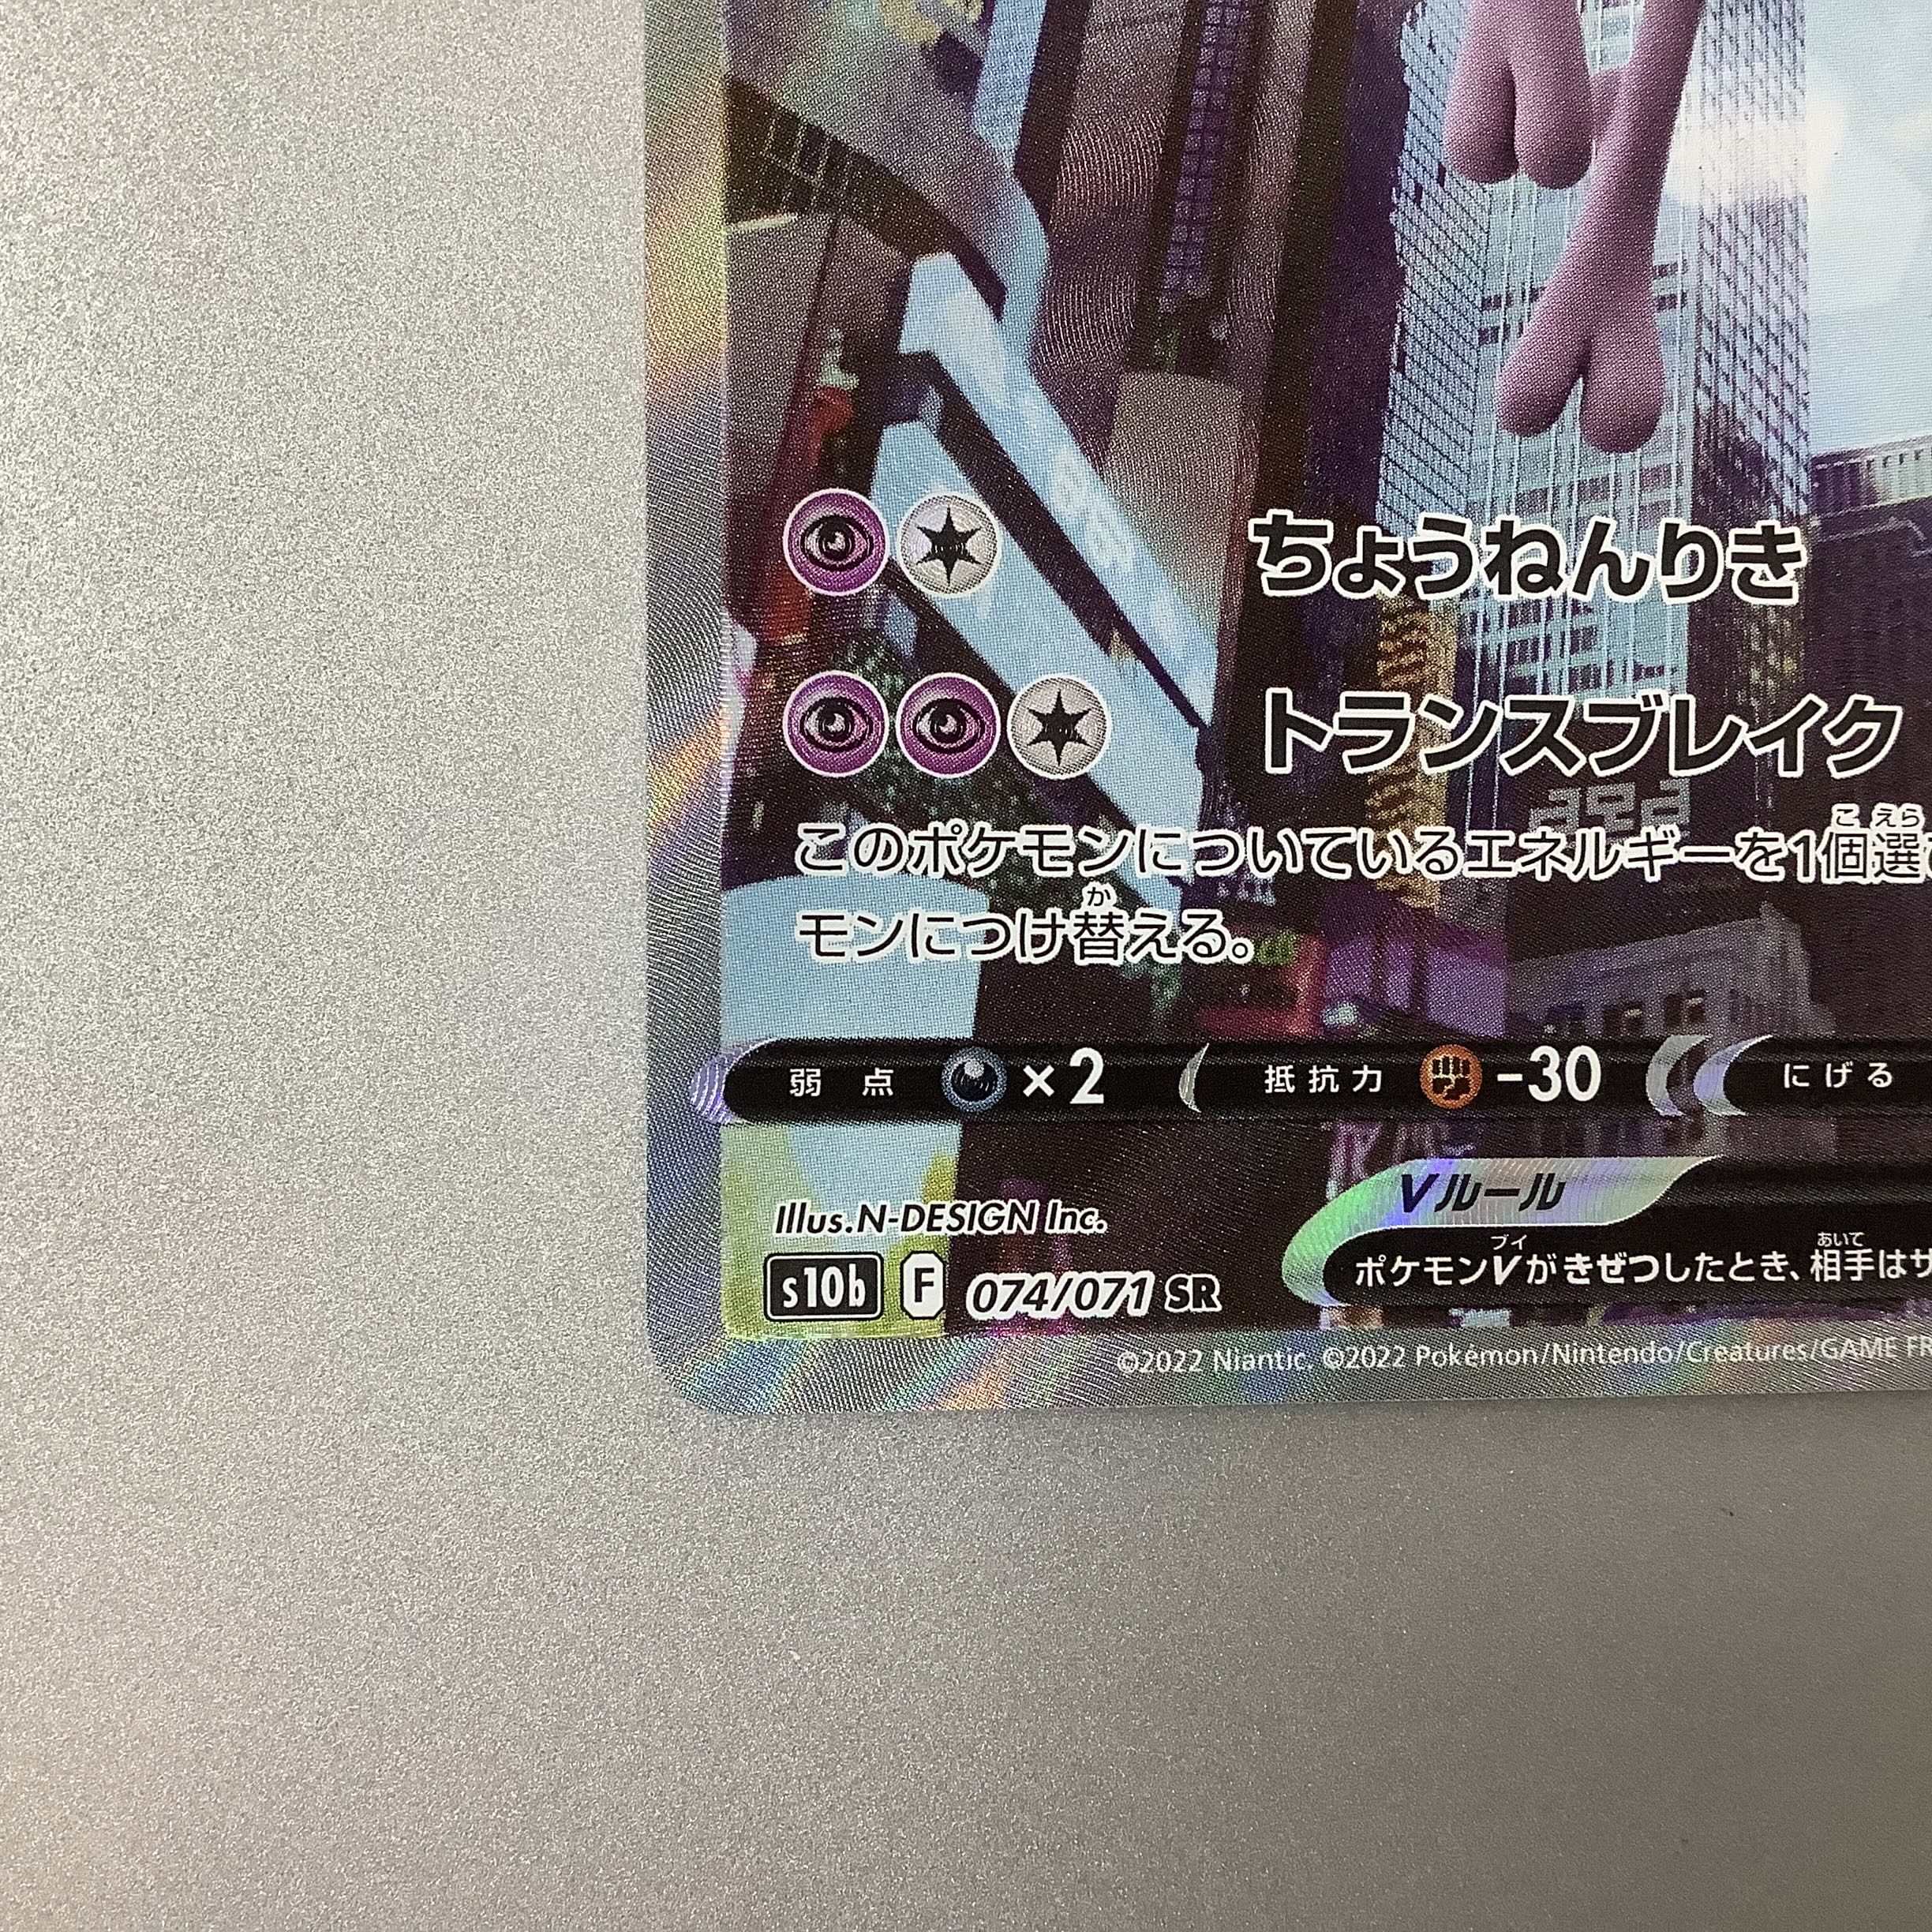 ちょうねんりき
トランスブレイク
このポケモンについているエネルギーを1個選
こ えら
モンにつけ替える。
か
弱点 ×2 抵抗力 -30 にげる
Vルール
Illus.N-DESIGN Inc.
ポケモンVがきぜつしたとき、相手はサ
ブイ あいて
s10b F 074/071 SR
©2022 Niantic. ©2022 Pokémon/Nintendo/Creatures/GAME FR